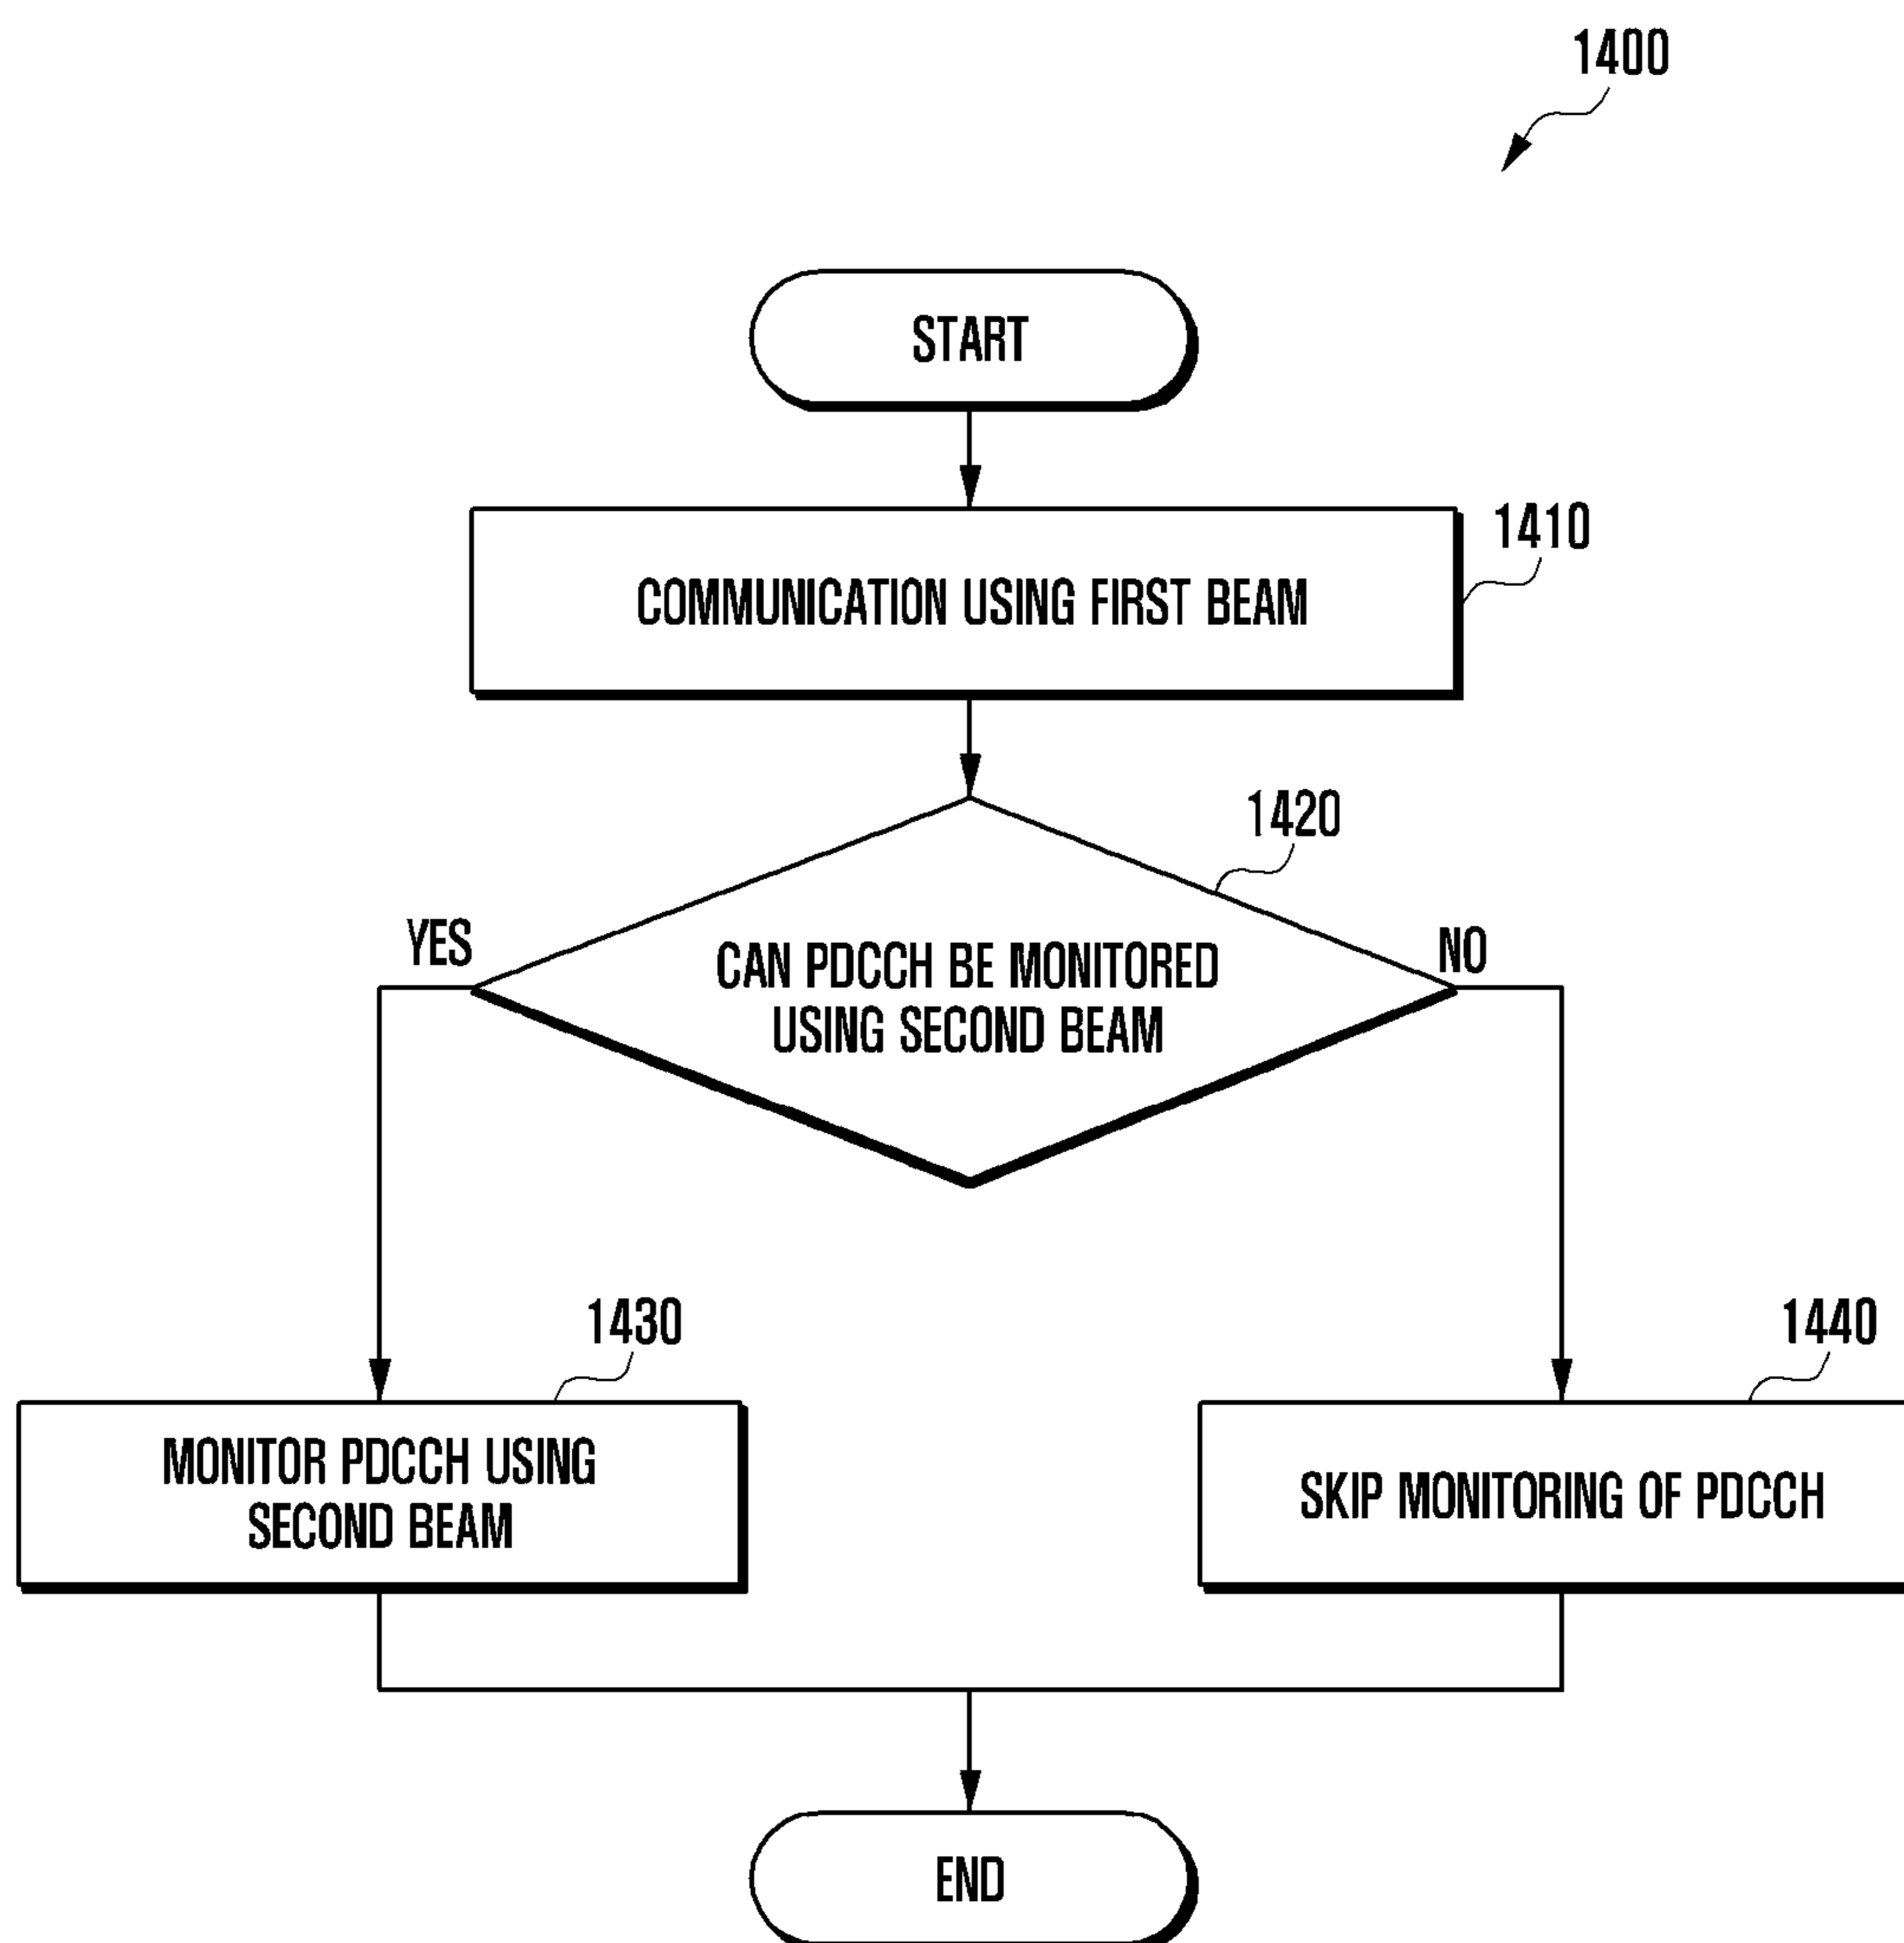 1400
START
COMMUNICATION USING FIRST BEAM
1410
1420
YES
NO
CAN PDCCH BE MONITORED
USING SECOND BEAM
1430
1440
MONITOR PDCCH USING
SECOND BEAM
SKIP MONITORING OF PDCCH
END